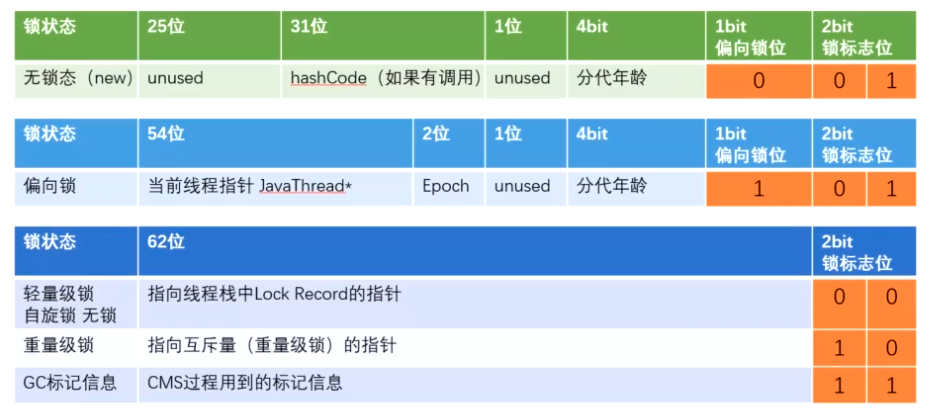 锁状态 25位 31位 1位 4bit 1bit 2bit
偏向锁位 锁标志位
无锁态（new） unused hashCode（如果有调用） unused 分代年龄 0 0 1
锁状态 54位 2位 1位 4bit 1bit 2bit
偏向锁位 锁标志位
偏向锁 当前线程指针 JavaThread* Epoch unused 分代年龄 1 0 1
锁状态 62位 2bit
锁标志位
轻量级锁 指向线程栈中Lock Record的指针 0 0
自旋锁 无锁
重量级锁 指向互斥量（重量级锁）的指针 1 0
GC标记信息 CMS过程用到的标记信息 1 1